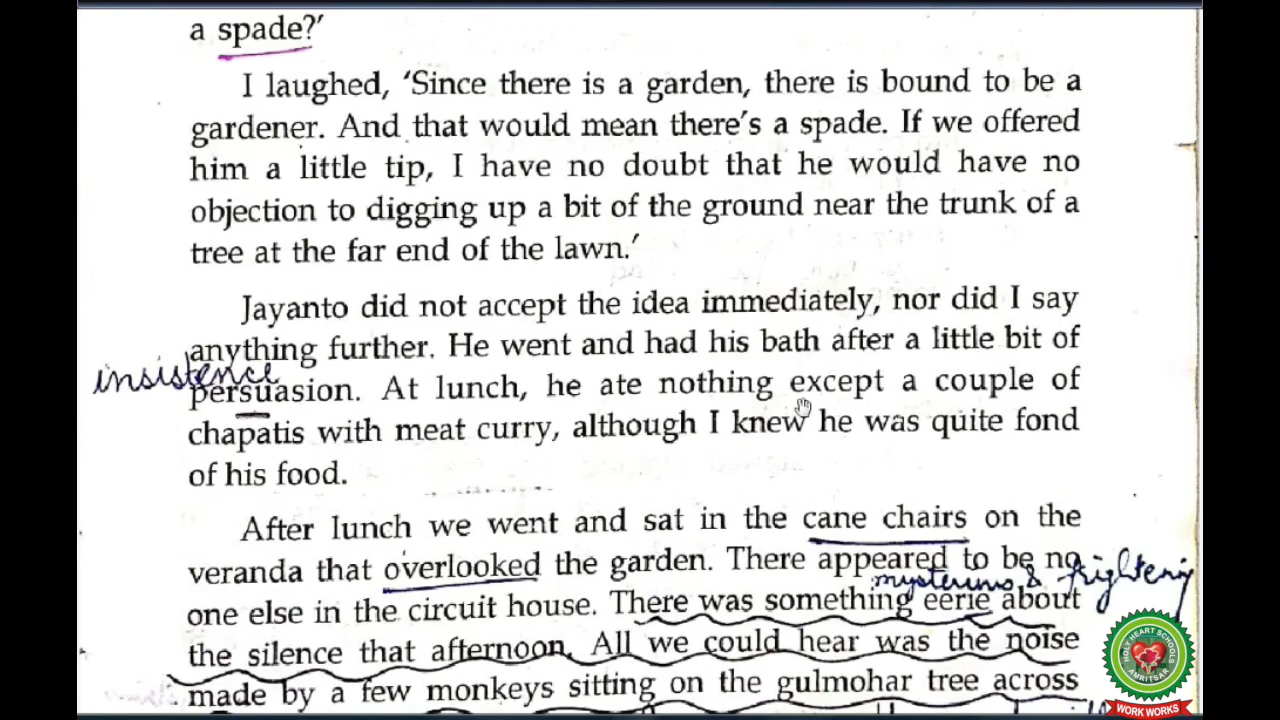 a spade?'
I laughed, 'Since there is a garden, there is bound to be a
gardener. And that would mean there's a spade. If we offered
him a little tip, I have no doubt that he would have no
objection to digging up a bit of the ground near the trunk of a
tree at the far end of the lawn.'
Jayanto did not accept the idea immediately, nor did I say
anything further. He went and had his bath after a little bit of
insistence
persuasion. At lunch, he ate nothing except a couple of
chapatis with meat curry, although I knew he was quite fond
of his food.
After lunch we went and sat in the cane chairs on the
veranda that overlooked the garden. There appeared to be no
mysterious & frightening
one else in the circuit house. There was something eerie about
the silence that afternoon. All we could hear was the noise
made by a few monkeys sitting on the gulmohar tree across
HOLY HEART SCHOOLS
AMRITSAR
WORK WORKS